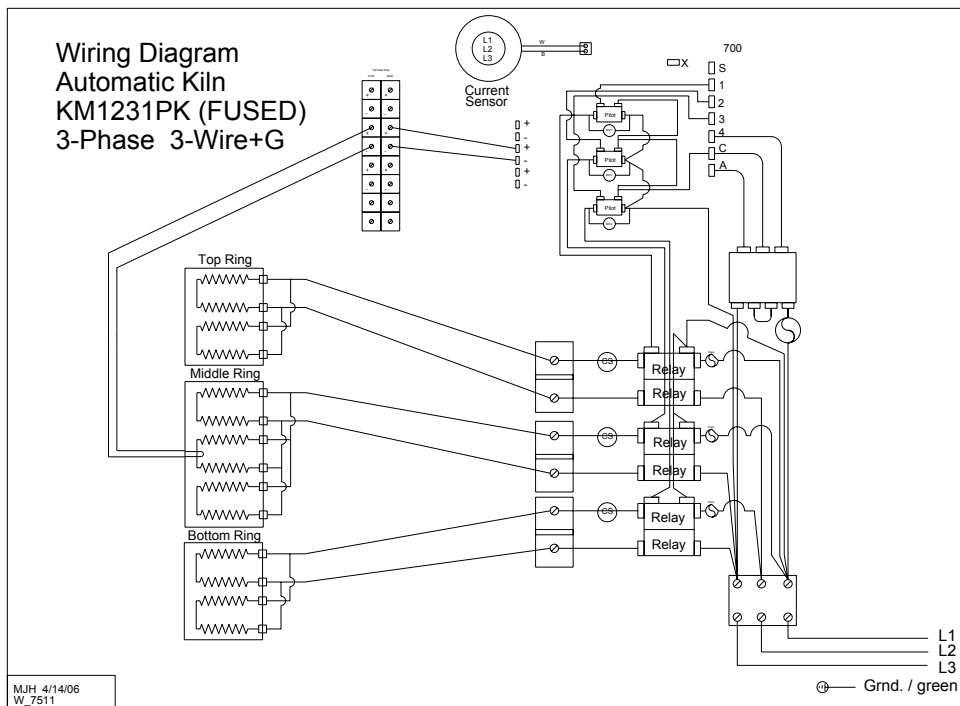 Wiring Diagram
Automatic Kiln
KM1231PK (FUSED)
3-Phase 3-Wire+G
L1
L2
L3
W
B
Current
Sensor
+
-
+
-
+
-
+
-
+
-
+
-
+
-
+
-
+
-
700
X
S
1
2
3
4
C
A
Pilot
Pilot
Pilot
Top Ring
Middle Ring
Bottom Ring
CS
Relay
Relay
CS
Relay
Relay
CS
Relay
Relay
L1
L2
L3
Grnd. / green
MJH 4/14/06
W_7511